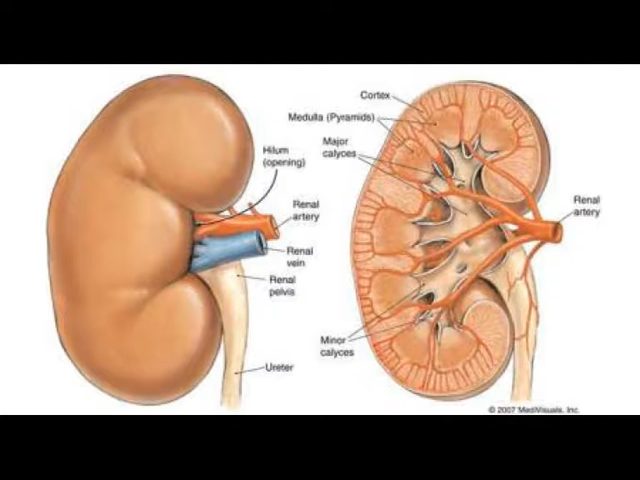 Hilum
(opening)
Renal
artery
Renal
vein
Renal
pelvis
Ureter
Cortex
Medulla (Pyramids)
Major
calyces
Renal
artery
Minor
calyces
© 2007 MediVisuals, Inc.